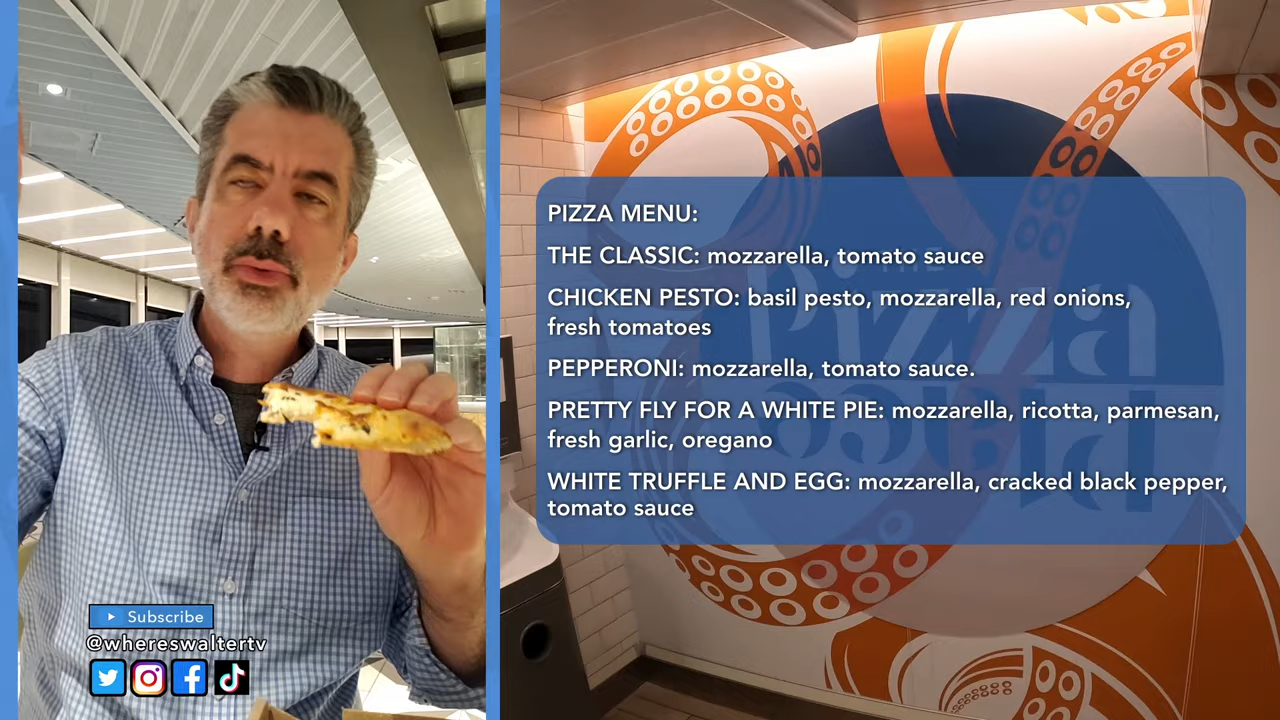 PIZZA MENU:
THE CLASSIC: mozzarella, tomato sauce
CHICKEN PESTO: basil pesto, mozzarella, red onions,
fresh tomatoes
PEPPERONI: mozzarella, tomato sauce.
PRETTY FLY FOR A WHITE PIE: mozzarella, ricotta, parmesan,
fresh garlic, oregano
WHITE TRUFFLE AND EGG: mozzarella, cracked black pepper,
tomato sauce
THE
Pizza
Subscribe
@whereswaltertv